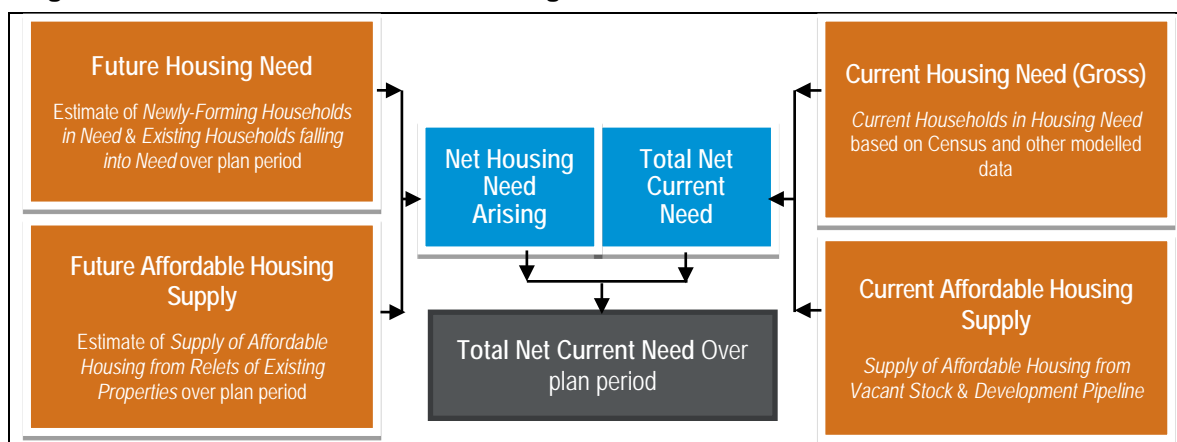 Future Housing Need
Estimate of Newly-Forming Households
in Need & Existing Households falling
into Need over plan period
Future Affordable Housing
Supply
Estimate of Supply of Affordable
Housing from Relets of Existing
Properties over plan period
Net Housing
Need
Arising
Total Net
Current
Need
Total Net Current Need Over
plan period
Current Housing Need (Gross)
Current Households in Housing Need
based on Census and other modelled
data
Current Affordable Housing
Supply
Supply of Affordable Housing from
Vacant Stock & Development Pipeline